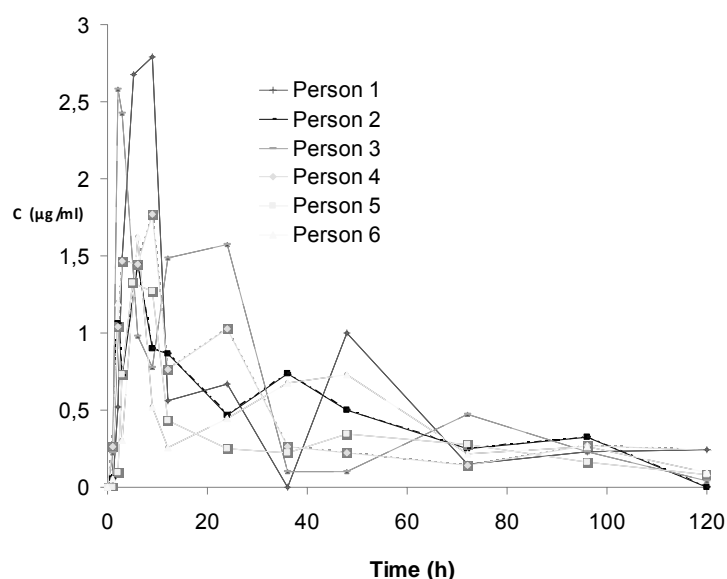 3
2,5
2
1,5
1
0,5
0
C (µg/ml)
Person 1
Person 2
Person 3
Person 4
Person 5
Person 6
0 20 40 60 80 100 120
Time (h)